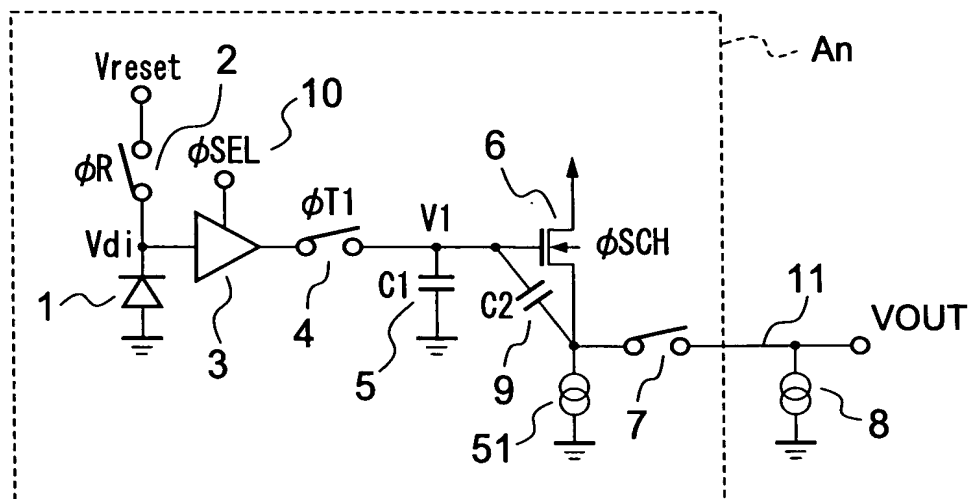 An
Vreset
2
10
φR
φSEL
6
φT1
V1
φSCH
Vdi
1
3
4
C1
5
C2
9
11
VOUT
51
7
8